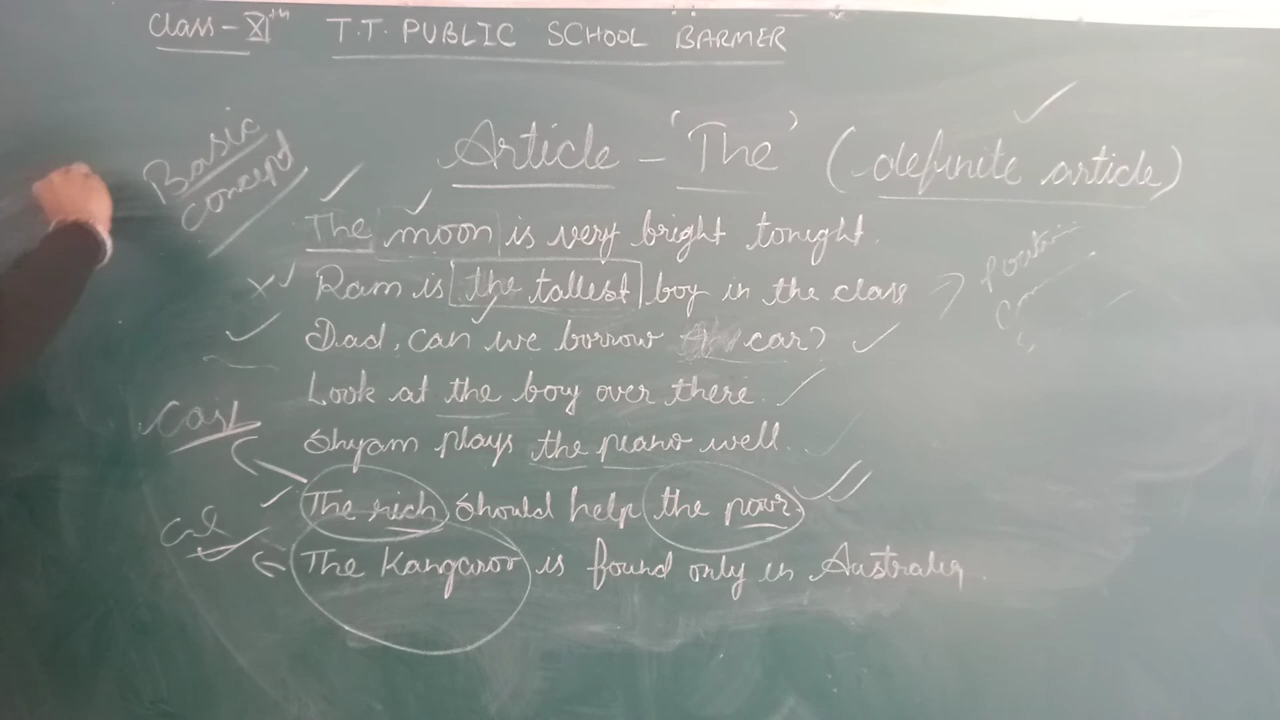 Class - XI th T.T. PUBLIC SCHOOL BARMER
Basic concept
Article - 'The' (definite article)
The moon is very bright tonight.
Ram is the tallest boy in the class
Dad, can we borrow car?
Look at the boy over there.
Shyam plays the piano well.
The rich should help the poor.
The Kangaroo is found only in Australia.